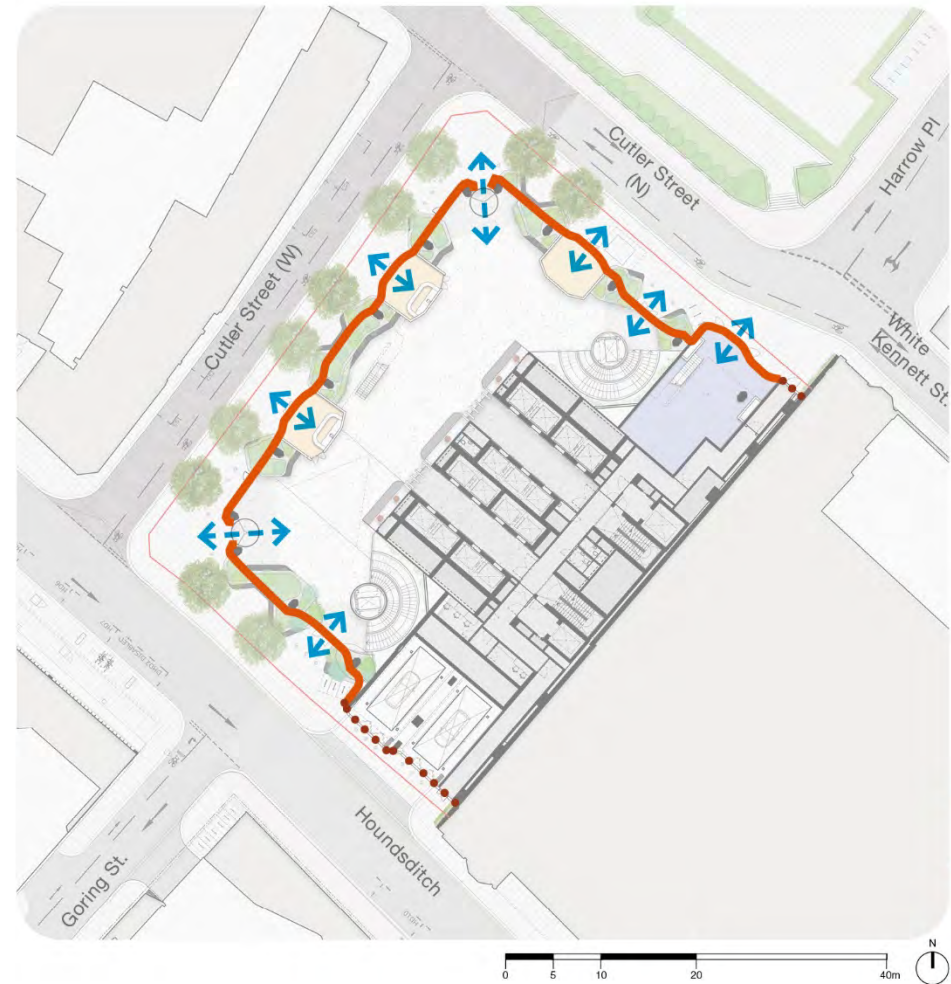 Cutler Street
(N)
Harrow Pl
White
Kennett St.
Cutler Street (W)
Houndsditch
Goring St.
N
0 5 10 20 40m